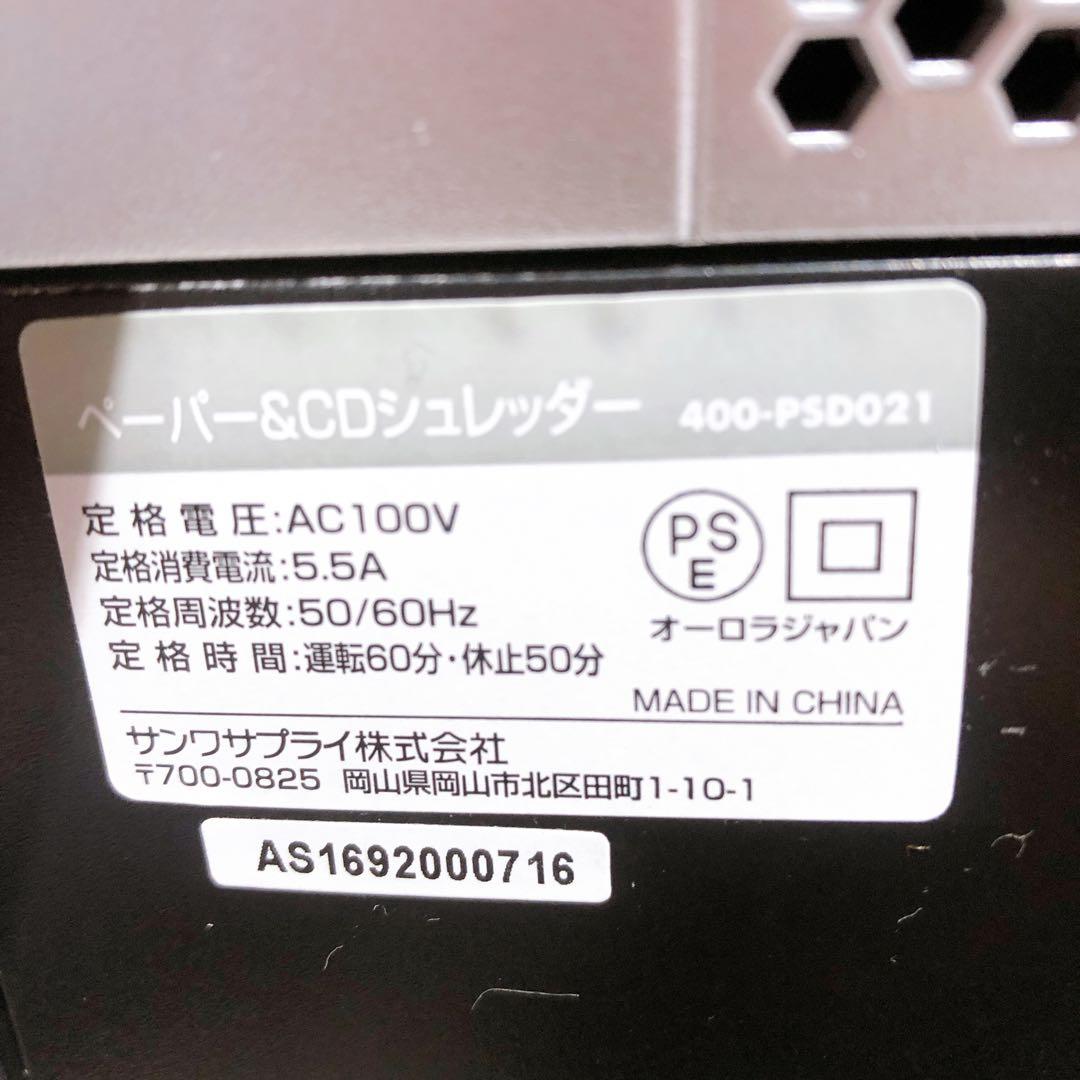 ペーパー&CDシュレッダー 400-PSD021
定格電圧:AC100V
定格消費電流:5.5A
定格周波数:50/60Hz
定格時間:運転60分・休止50分
PS
E
オーロラジャパン
MADE IN CHINA
サンワサプライ株式会社
〒700-0825 岡山県岡山市北区田町1-10-1
AS1692000716